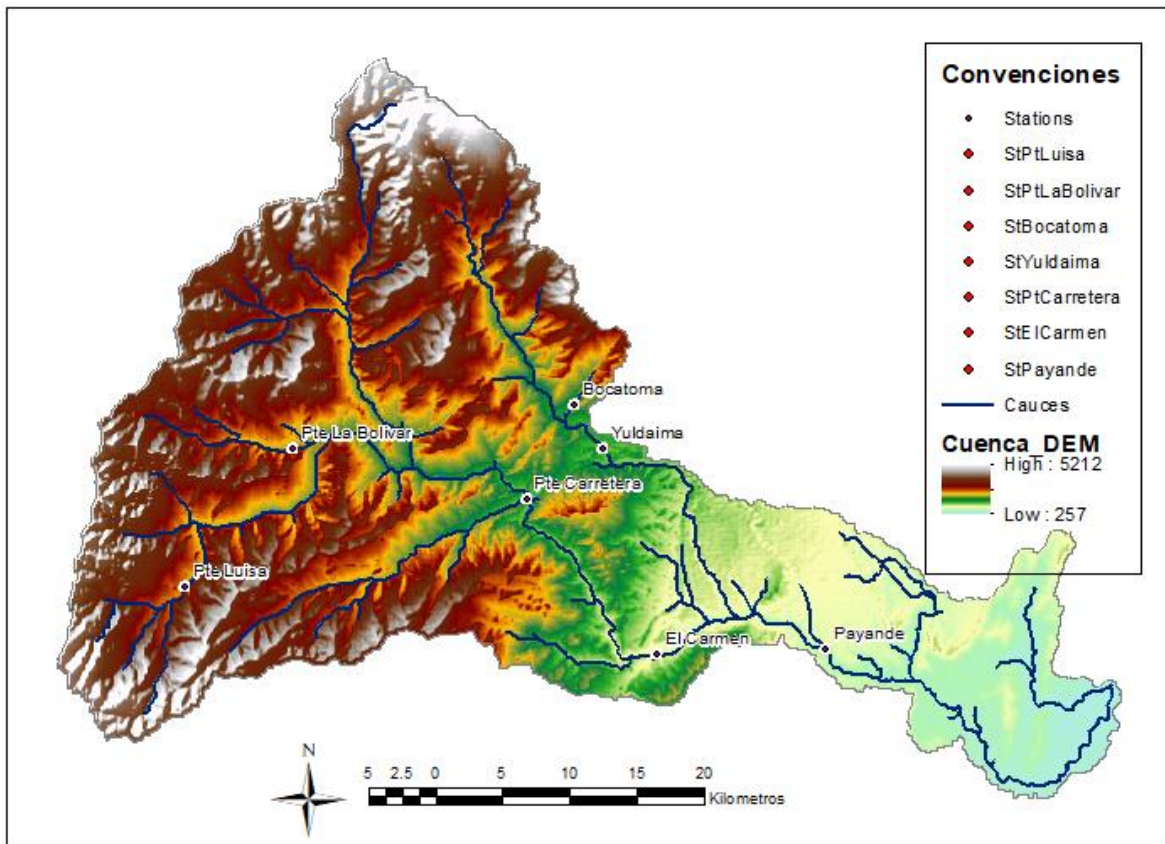 Convenciones
Stations
StPtLuisa
StPtLaBolivar
StBocatoma
StYuldaima
StPtCarretera
StElCarmen
StPayande
Cauces
Cuenca_DEM
High : 5212
Low : 257
Bocatoma
Yuldaima
Pte La Bolivar
Pte Carretera
Pte Luisa
El Carmen
Payande
N
5 2.5 0 5 10 15 20
Kilometros